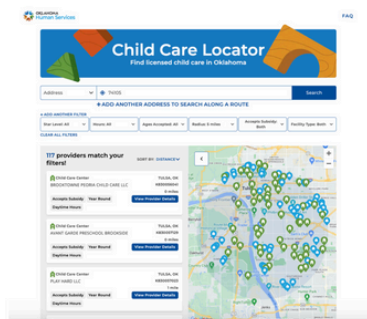 OKLAHOMA
Human Services
FAQ
Child Care Locator
Find licensed child care in Oklahoma
Address:
74105
Search
+ ADD ANOTHER ADDRESS TO SEARCH ALONG A ROUTE
+ ADD ANOTHER FILTER
Star Level: All
Hours: All
Ages Accepted: All
Radius: 5 miles
Accepts Subsidy: Both
Facility Type: Both
CLEAR ALL FILTERS
117 providers match your filters!
SORT BY: DISTANCE
Child Care Center
TULSA, OK
BROOKTOWNE PEORIA CHILD CARE LLC
0 miles
Accepts Subsidy
Year Round
View Provider Details
Daytime Hours
Child Care Center
TULSA, OK
AVANT GARDE PRESCHOOL BROOKSIDE
0 miles
Accepts Subsidy
Year Round
View Provider Details
Daytime Hours
Child Care Center
TULSA, OK
PLAY HARD LLC
1 mile
Accepts Subsidy
Year Round
View Provider Details
Daytime Hours